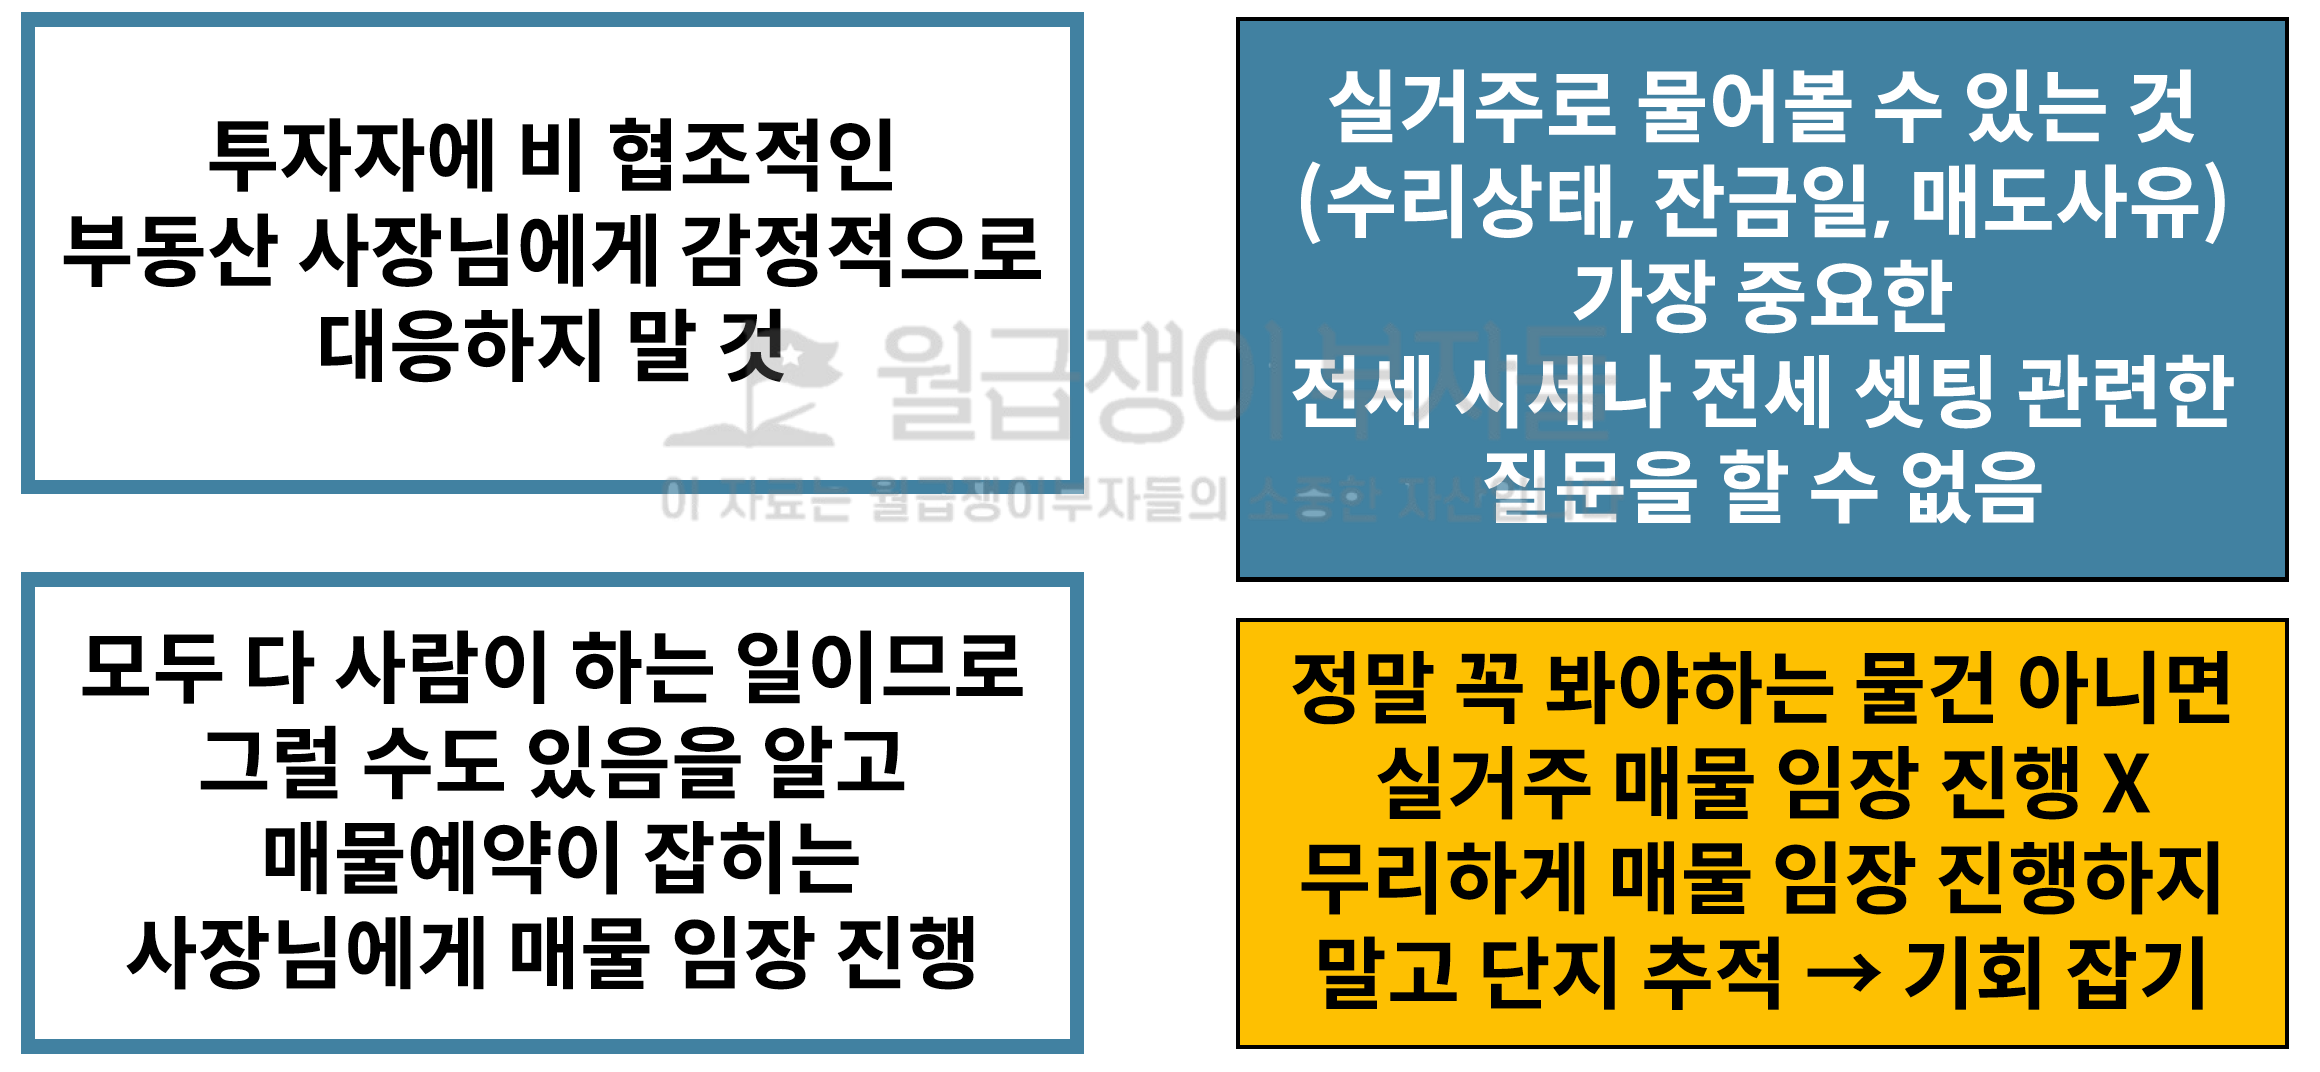 투자자에 비 협조적인
부동산 사장님에게 감정적으로
대응하지 말 것
모두 다 사람이 하는 일이므로
그럴 수도 있음을 알고
매물예약이 잡히는
사장님에게 매물 임장 진행
실거주로 물어볼 수 있는 것
(수리상태, 잔금일, 매도사유)
가장 중요한
전세 시세나 전세 셋팅 관련한
질문을 할 수 없음
정말 꼭 봐야하는 물건 아니면
실거주 매물 임장 진행 X
무리하게 매물 임장 진행하지
말고 단지 추적 → 기회 잡기
월급쟁이부자들
이 자료는 월급쟁이부자들의 소중한 자산입니다